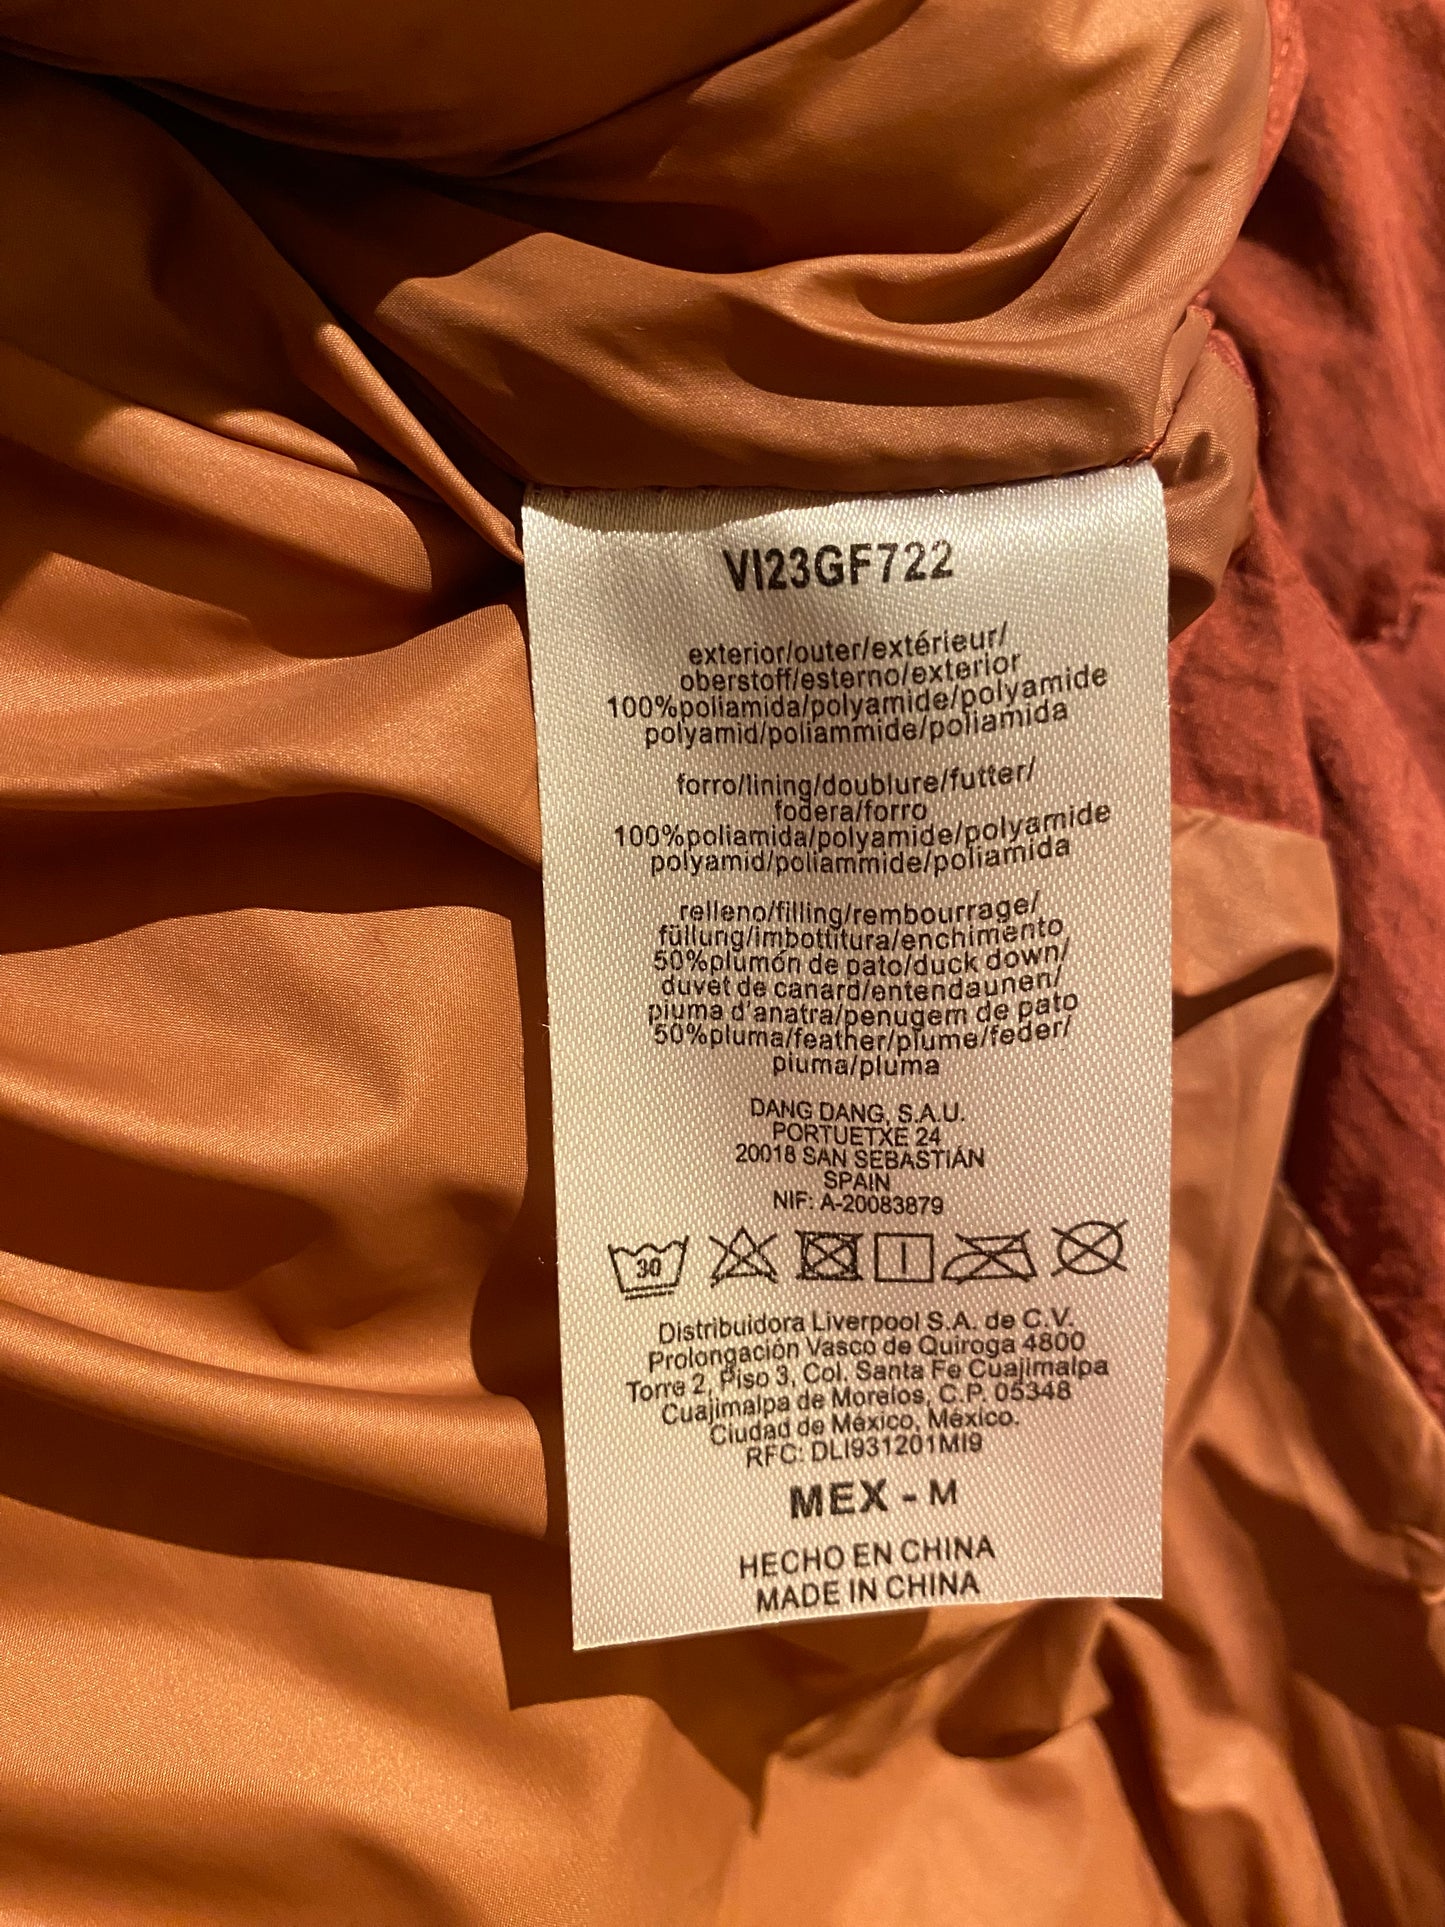 VI23GF722
exterior/outer/extérieur/
oberstoff/esterno/exterior
100%poliamida/polyamide/polyamide
polyamid/poliammide/poliamida
forro/lining/doublure/futter/
fodera/forro
100%poliamida/polyamide/polyamide
polyamid/poliammide/poliamida
relleno/filling/rembourrage/
füllung/imbottitura/enchimento
50%plumón de pato/duck down/
duvet de canard/entendaunen/
piuma d'anatra/penugem de pato
50%pluma/feather/plume/feder/
piuma/pluma
DANG DANG, S.A.U.
PORTUETXE 24
20018 SAN SEBASTIÁN
SPAIN
NIF: A-20083879
30
Distribuidora Liverpool S.A. de C.V.
Prolongación Vasco de Quiroga 4800
Torre 2, Piso 3, Col. Santa Fe Cuajimalpa
Cuajimalpa de Morelos, C.P. 05348
Ciudad de México, México.
RFC: DLI931201MI9
MEX - M
HECHO EN CHINA
MADE IN CHINA